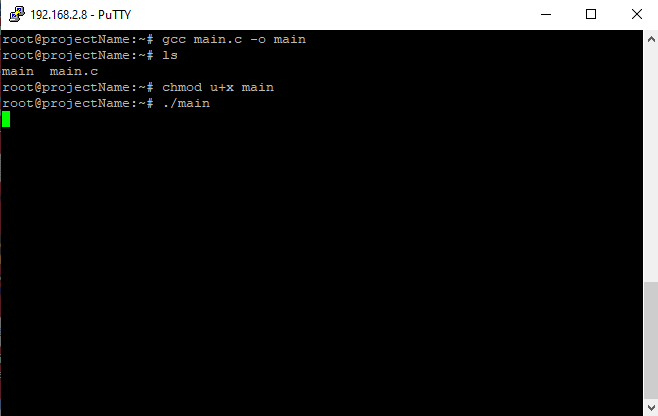 192.168.2.8 - PuTTY
root@projectName:~# gcc main.c -o main
root@projectName:~# ls
main  main.c
root@projectName:~# chmod u+x main
root@projectName:~# ./main